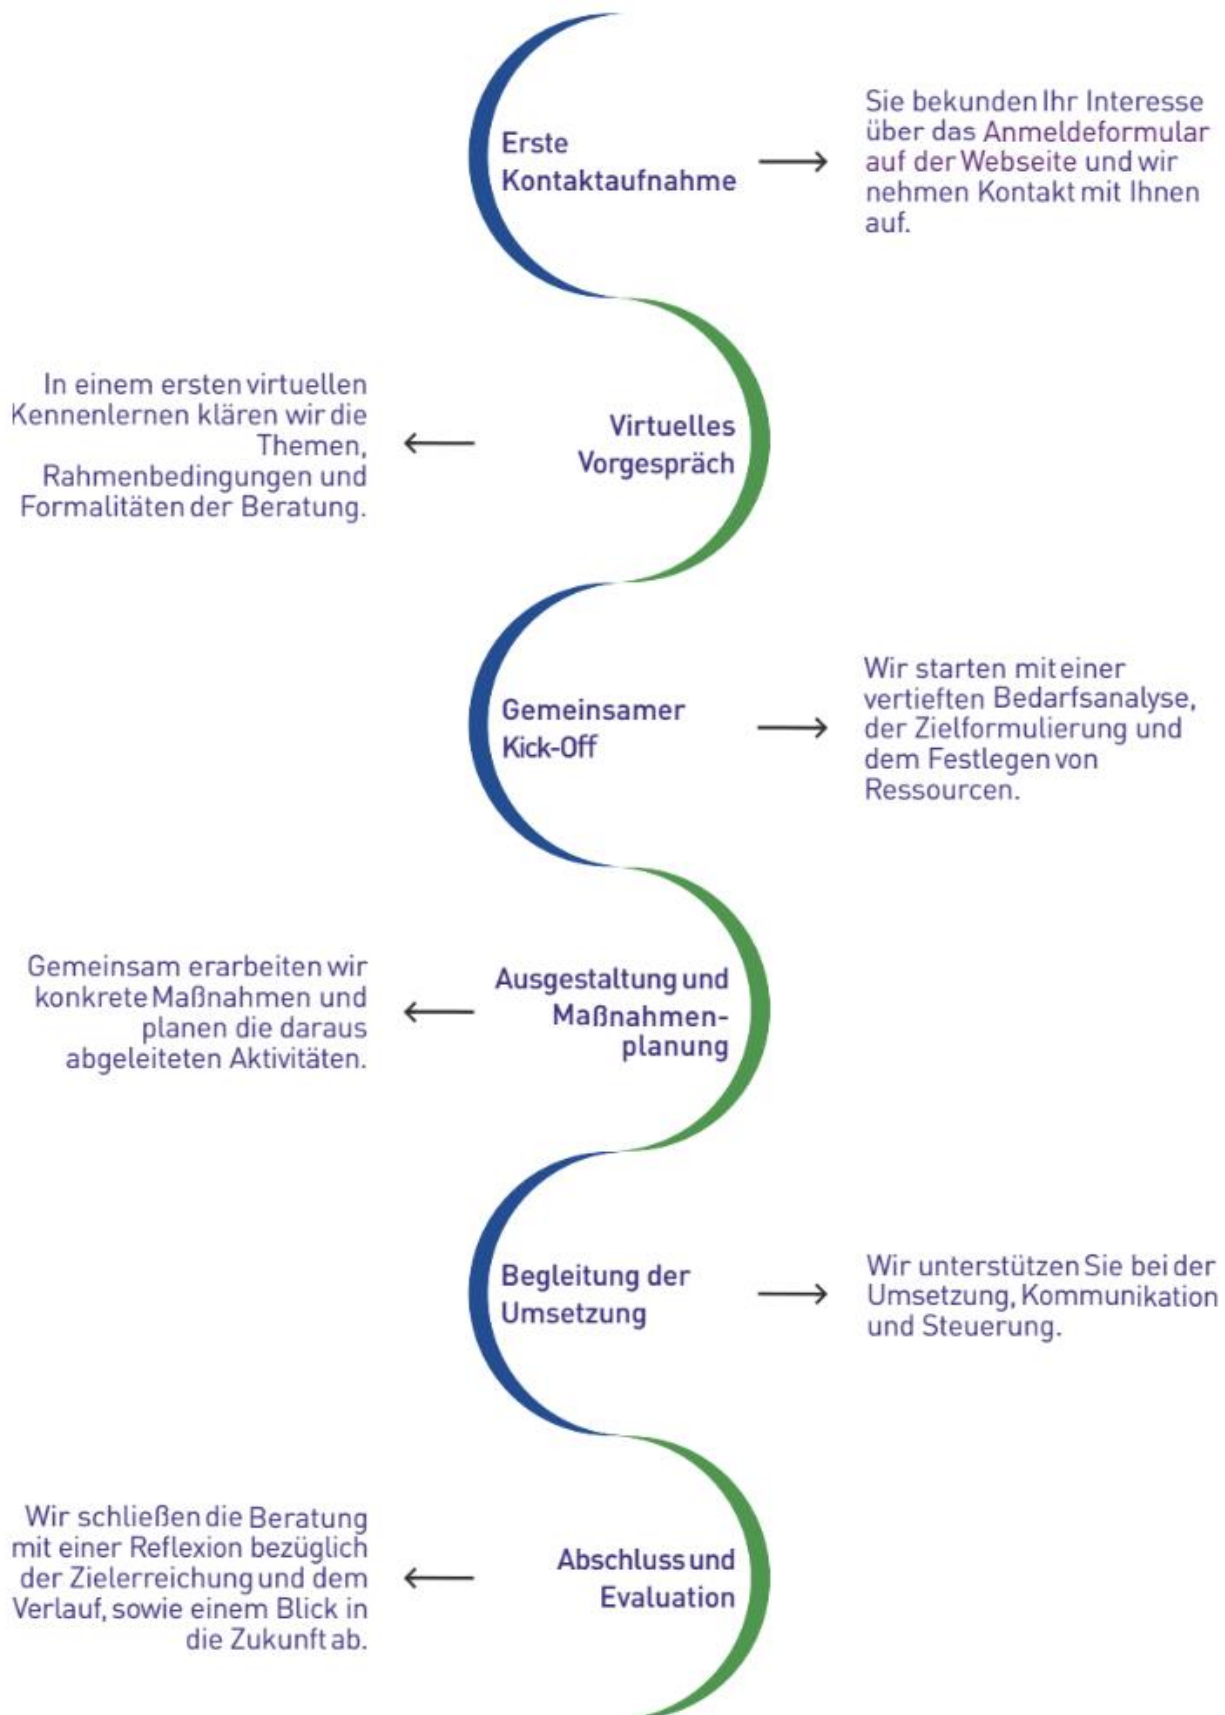 Erste
Kontaktaufnahme
Sie bekunden Ihr Interesse
über das Anmeldeformular
auf der Webseite und wir
nehmen Kontakt mit Ihnen
auf.
Virtuelles
Vorgespräch
In einem ersten virtuellen
Kennenlernen klären wir die
Themen,
Rahmenbedingungen und
Formalitäten der Beratung.
Gemeinsamer
Kick-Off
Wir starten mit einer
vertieften Bedarfsanalyse,
der Zielformulierung und
dem Festlegen von
Ressourcen.
Ausgestaltung und
Maßnahmen-
planung
Gemeinsam erarbeiten wir
konkrete Maßnahmen und
planen die daraus
abgeleiteten Aktivitäten.
Begleitung der
Umsetzung
Wir unterstützen Sie bei der
Umsetzung, Kommunikation
und Steuerung.
Abschluss und
Evaluation
Wir schließen die Beratung
mit einer Reflexion bezüglich
der Zielerreichung und dem
Verlauf, sowie einem Blick in
die Zukunft ab.